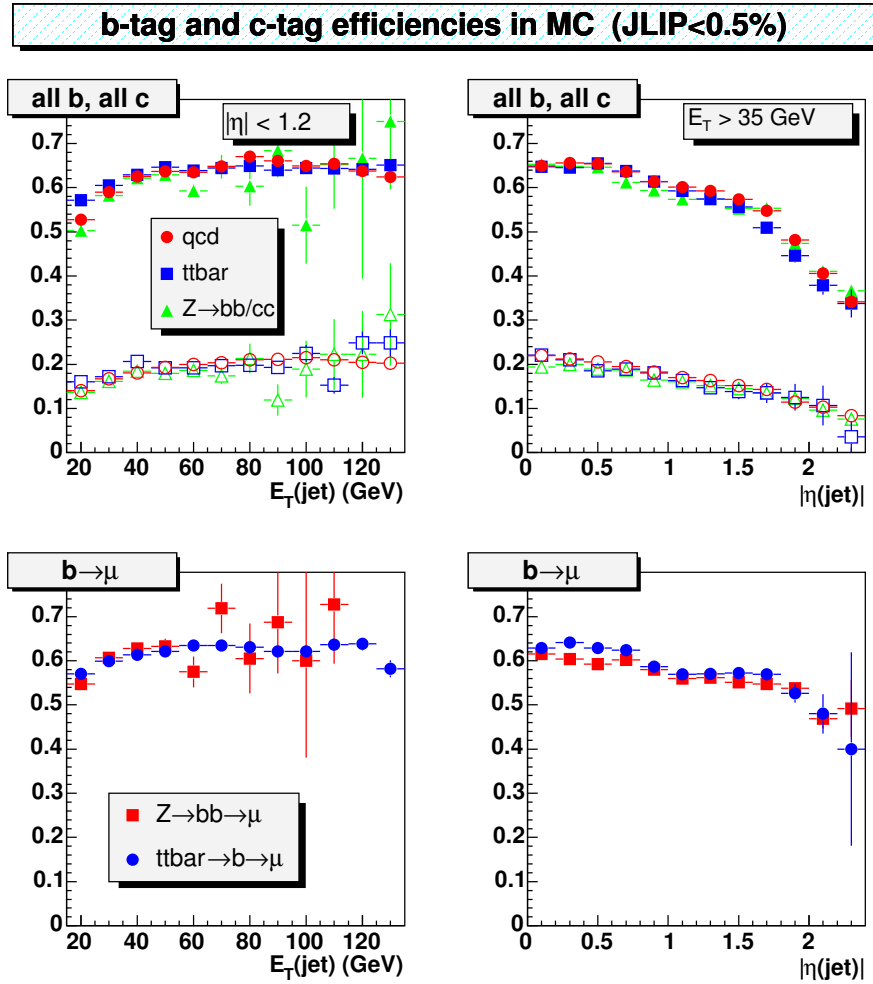 b-tag and c-tag efficiencies in MC (JLIP<0.5%)
all b, all c
|η| < 1.2
0.7
0.6
0.5
0.4
0.3
0.2
0.1
0
qcd
ttbar
Z→bb/cc
20 40 60 80 100 120
E_T(jet) (GeV)
all b, all c
E_T > 35 GeV
0.7
0.6
0.5
0.4
0.3
0.2
0.1
0
0 0.5 1 1.5 2
|η(jet)|
b→μ
0.7
0.6
0.5
0.4
0.3
0.2
0.1
0
Z→bb→μ
ttbar→b→μ
20 40 60 80 100 120
E_T(jet) (GeV)
b→μ
0.7
0.6
0.5
0.4
0.3
0.2
0.1
0
0 0.5 1 1.5 2
|η(jet)|